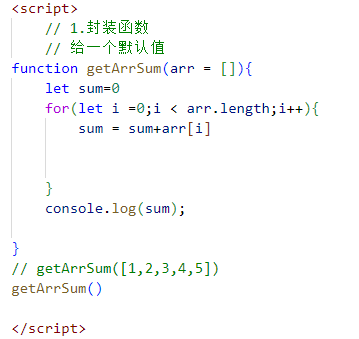 <script>
// 1.封装函数
// 给一个默认值
function getArrSum(arr = []){
let sum=0
for(let i =0;i < arr.length;i++){
sum = sum+arr[i]
}
console.log(sum);
}
// getArrSum([1,2,3,4,5])
getArrSum()
</script>